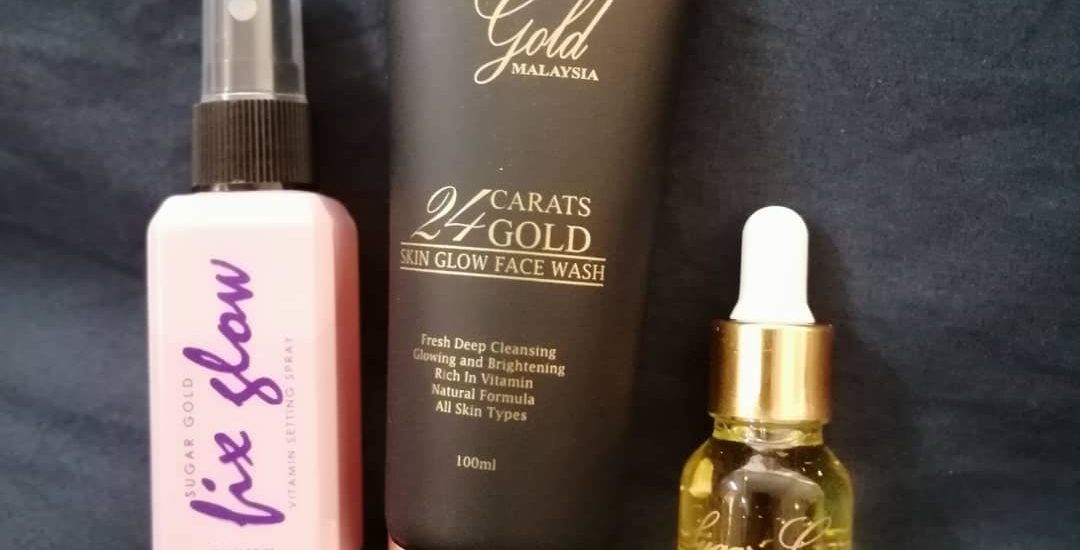 SUGAR GOLD
fix glow
VITAMIN SETTING SPRAY
Gold
MALAYSIA
24 CARATS
GOLD
SKIN GLOW FACE WASH
Fresh Deep Cleansing
Glowing and Brightening
Rich In Vitamin
Natural Formula
All Skin Types
100ml